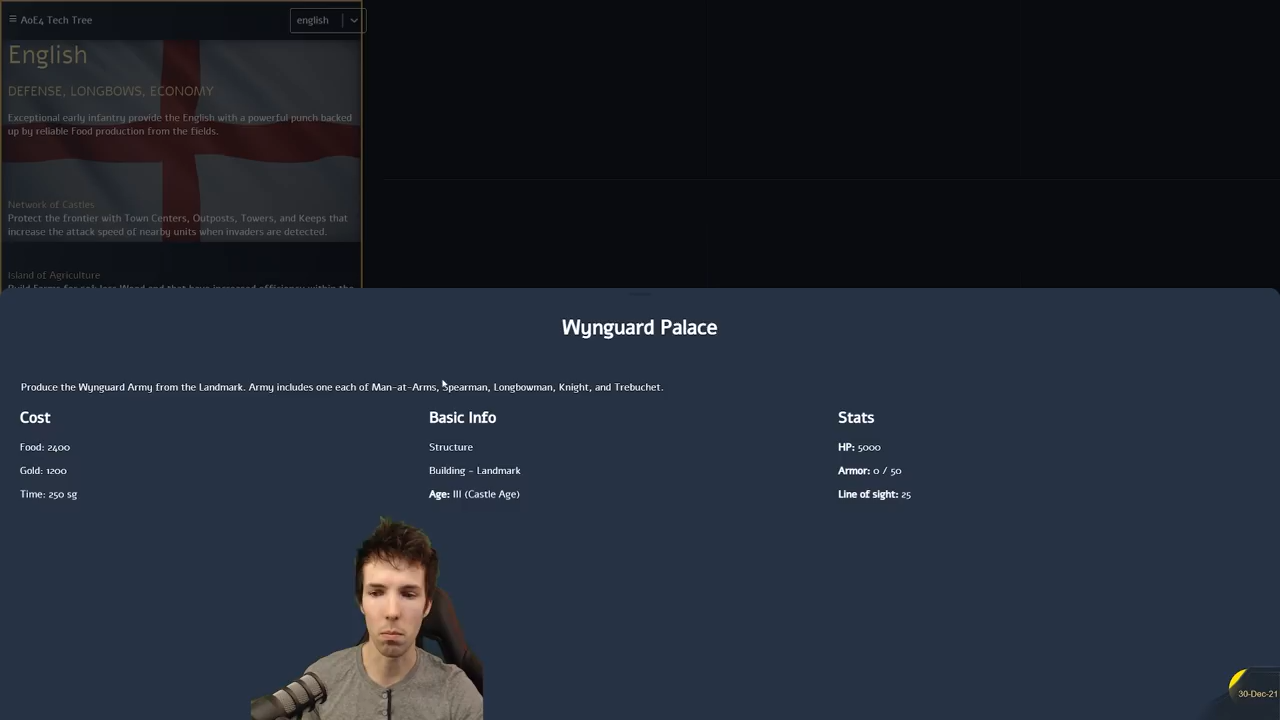 ≡ AoE4 Tech Tree
english
English
DEFENSE, LONGBOWS, ECONOMY
Exceptional early infantry provide the English with a powerful punch backed
up by reliable Food production from the fields.
Network of Castles
Protect the frontier with Town Centers, Outposts, Towers, and Keeps that
increase the attack speed of nearby units when invaders are detected.
Island of Agriculture
Wynguard Palace
Produce the Wynguard Army from the Landmark. Army includes one each of Man-at-Arms, Spearman, Longbowman, Knight, and Trebuchet.
Cost
Food: 2400
Gold: 1200
Time: 250 sg
Basic Info
Structure
Building - Landmark
Age: III (Castle Age)
Stats
HP: 5000
Armor: 0 / 50
Line of sight: 25
30-Dec-21